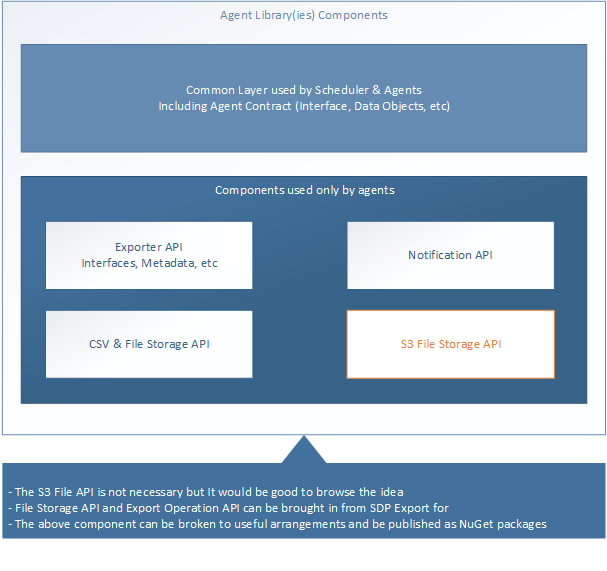 Agent Library(ies) Components
Common Layer used by Scheduler & Agents
Including Agent Contract (Interface, Data Objects, etc)
Components used only by agents
Exporter API
Interfaces, Metadata, etc
Notification API
CSV & File Storage API
S3 File Storage API
- The S3 File API is not necessary but It would be good to browse the idea
- File Storage API and Export Operation API can be brought in from SDP Export for
- The above component can be broken to useful arrangements and be published as NuGet packages